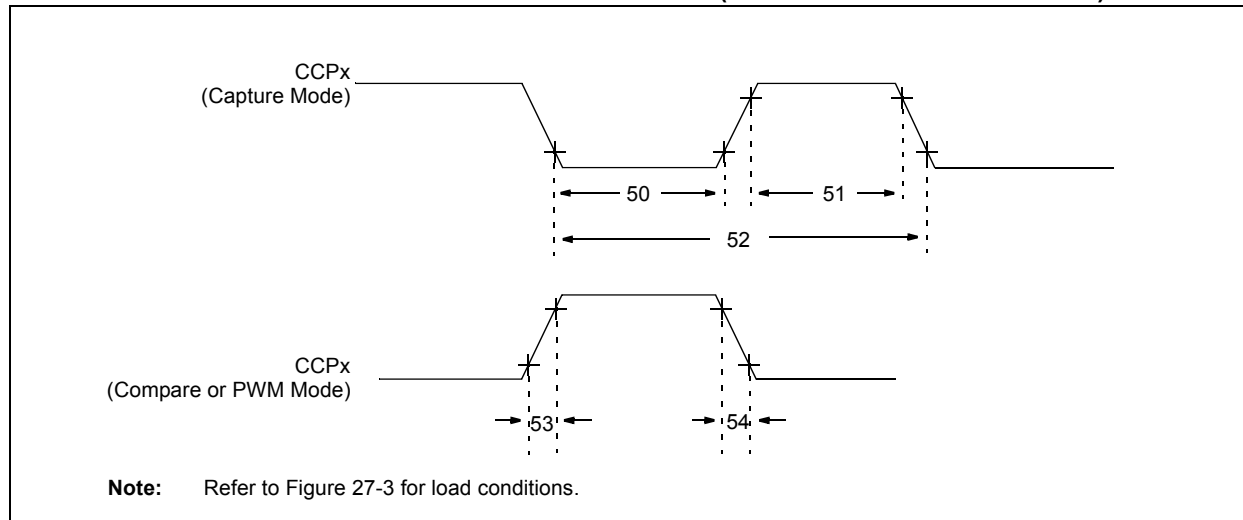 CCPx
(Capture Mode)
50
51
52
CCPx
(Compare or PWM Mode)
53
54
Note: Refer to Figure 27-3 for load conditions.